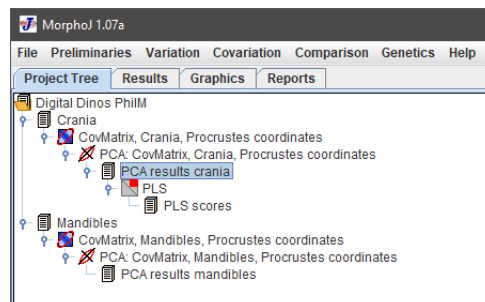 MorphoJ 1.07a
File Preliminaries Variation Covariation Comparison Genetics Help
Project Tree Results Graphics Reports
Digital Dinos PhilM
Crania
CovMatrix, Crania, Procrustes coordinates
PCA: CovMatrix, Crania, Procrustes coordinates
PCA results crania
PLS
PLS scores
Mandibles
CovMatrix, Mandibles, Procrustes coordinates
PCA: CovMatrix, Mandibles, Procrustes coordinates
PCA results mandibles